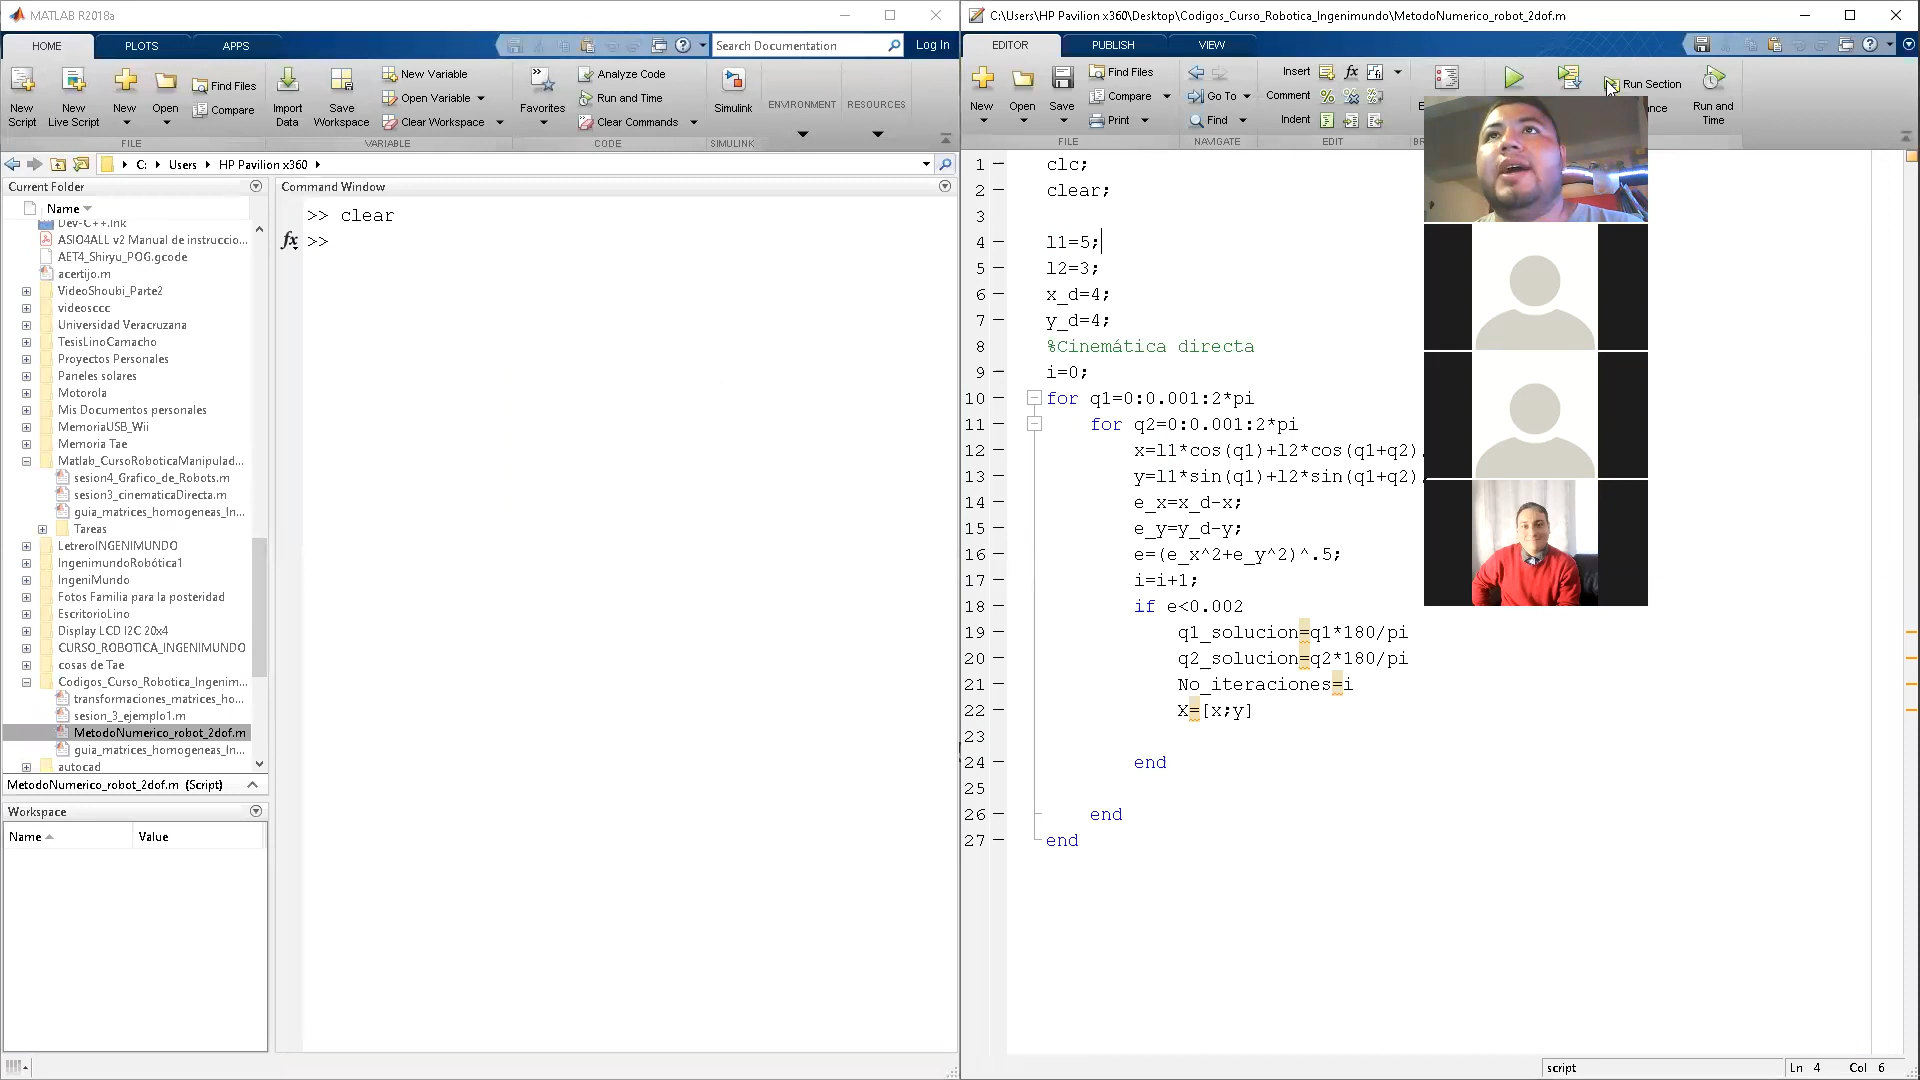 MATLAB R2018a
HOME PLOTS APPS
Search Documentation
Log In
New Script
New Live Script
New
Open
Find Files
Compare
Import Data
Save Workspace
New Variable
Open Variable
Clear Workspace
Favorites
Analyze Code
Run and Time
Clear Commands
Simulink
ENVIRONMENT
RESOURCES
FILE
VARIABLE
CODE
SIMULINK
C: Users HP Pavilion x360
Current Folder
Name
Dev-C++.lnk
ASIO4ALL v2 Manual de instruccio...
AET4_Shiryu_POG.gcode
acertijo.m
VideoShoubi_Parte2
videosccc
Universidad Veracruzana
TesisLinoCamacho
Proyectos Personales
Paneles solares
Motorola
Mis Documentos personales
MemoriaUSB_Wii
Memoria Tae
Matlab_CursoRoboticaManipulad...
sesion4_Grafico_de_Robots.m
sesion3_cinematicaDirecta.m
guia_matrices_homogeneas_In...
Tareas
LetreroINGENIMUNDO
IngenimundoRobótica1
IngeniMundo
Fotos Familia para la posteridad
EscritorioLino
Display LCD I2C 20x4
CURSO_ROBOTICA_INGENIMUNDO
cosas de Tae
Codigos_Curso_Robotica_Ingenim...
transformaciones_matrices_ho...
sesion_3_ejemplo1.m
MetodoNumerico_robot_2dof.m
guia_matrices_homogeneas_In...
autocad
MetodoNumerico_robot_2dof.m (Script)
Workspace
Name Value
Command Window
>> clear
fx >>
C:\Users\HP Pavilion x360\Desktop\Codigos_Curso_Robotica_Ingenimundo\MetodoNumerico_robot_2dof.m
EDITOR PUBLISH VIEW
New
Open
Save
Find Files
Compare
Print
Go To
Find
Insert
Comment
Indent
Run Section
Run and Time
FILE
NAVIGATE
EDIT
1 clc;
2 clear;
3
4 l1=5;
5 l2=3;
6 x_d=4;
7 y_d=4;
8 %Cinemática directa
9 i=0;
10 for q1=0:0.001:2*pi
11 for q2=0:0.001:2*pi
12 x=l1*cos(q1)+l2*cos(q1+q2)
13 y=l1*sin(q1)+l2*sin(q1+q2)
14 e_x=x_d-x;
15 e_y=y_d-y;
16 e=(e_x^2+e_y^2)^.5;
17 i=i+1;
18 if e<0.002
19 q1_solucion=q1*180/pi
20 q2_solucion=q2*180/pi
21 No_iteraciones=i
22 X=[x;y]
23
24 end
25
26 end
27 end
script
Ln 4 Col 6